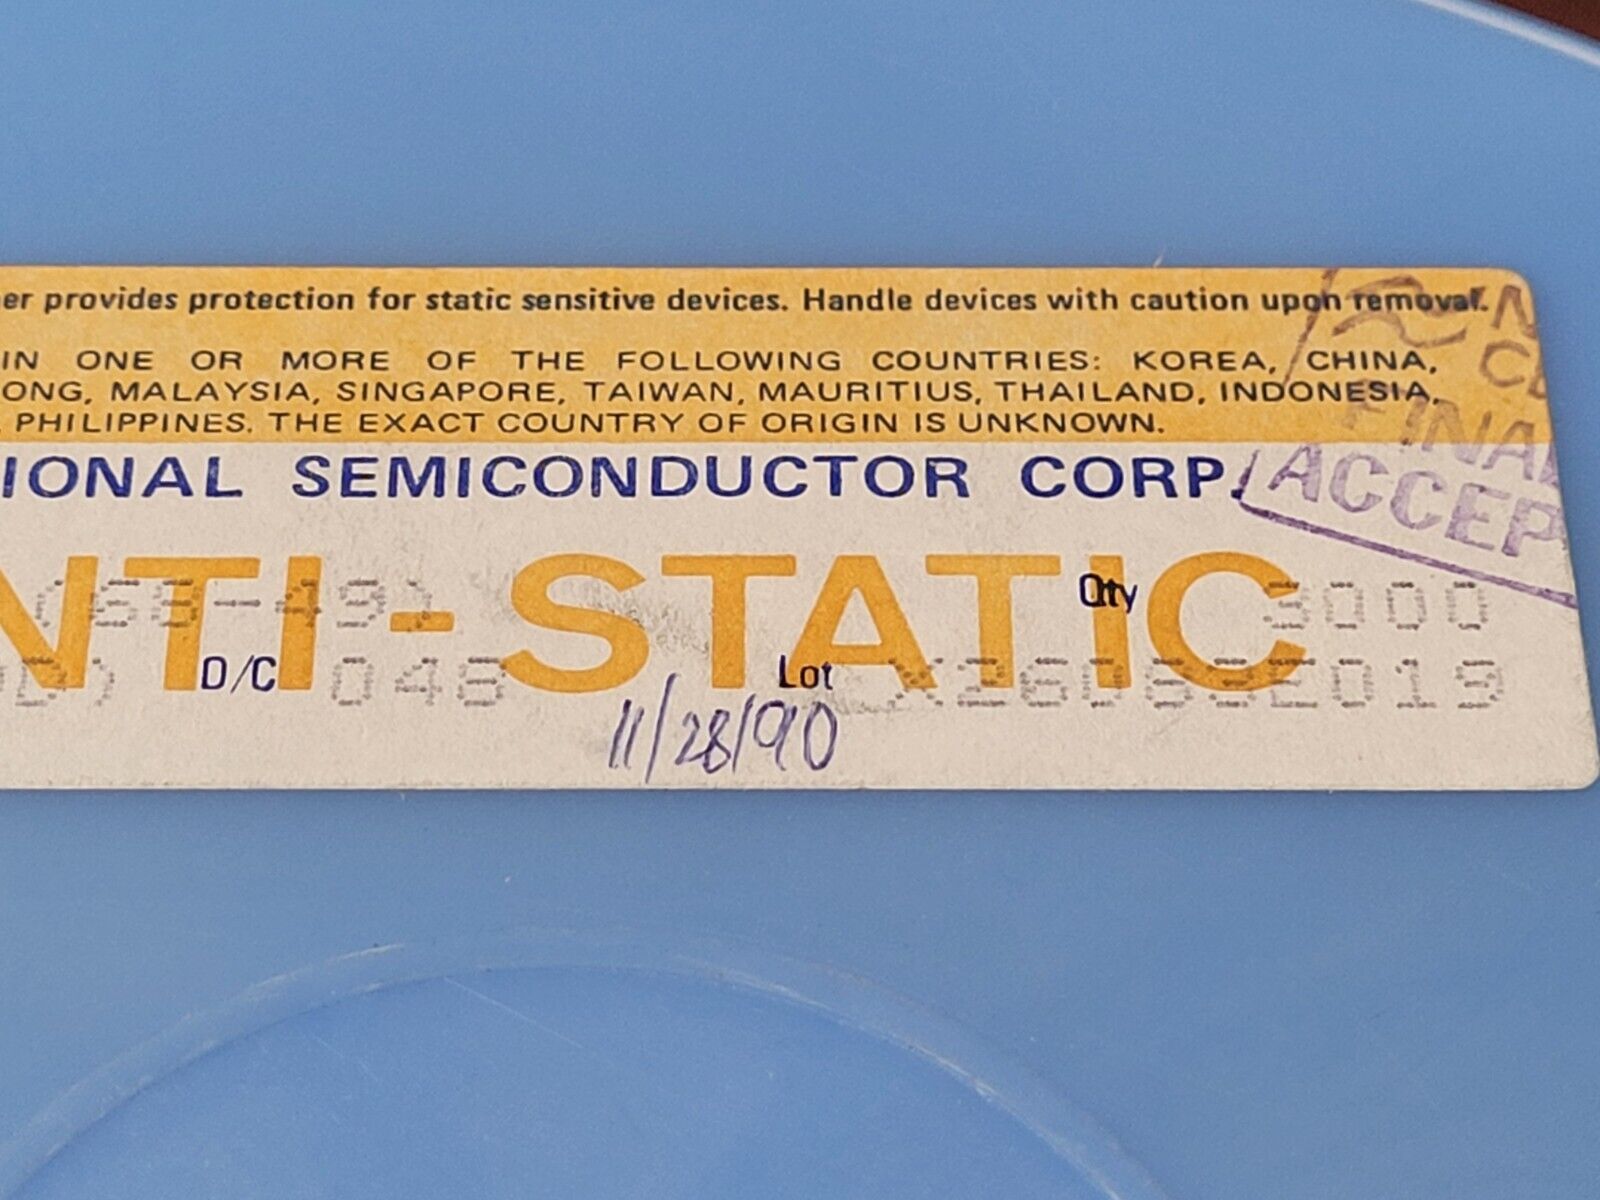 er provides protection for static sensitive devices. Handle devices with caution upon removal.
IN ONE OR MORE OF THE FOLLOWING COUNTRIES: KOREA, CHINA,
ONG, MALAYSIA, SINGAPORE, TAIWAN, MAURITIUS, THAILAND, INDONESIA,
PHILIPPINES. THE EXACT COUNTRY OF ORIGIN IS UNKNOWN.
IONAL SEMICONDUCTOR CORP.
FINAL
ACCEP
NTI-STATIC
Qty
D/C 045 Lot
11/28/90